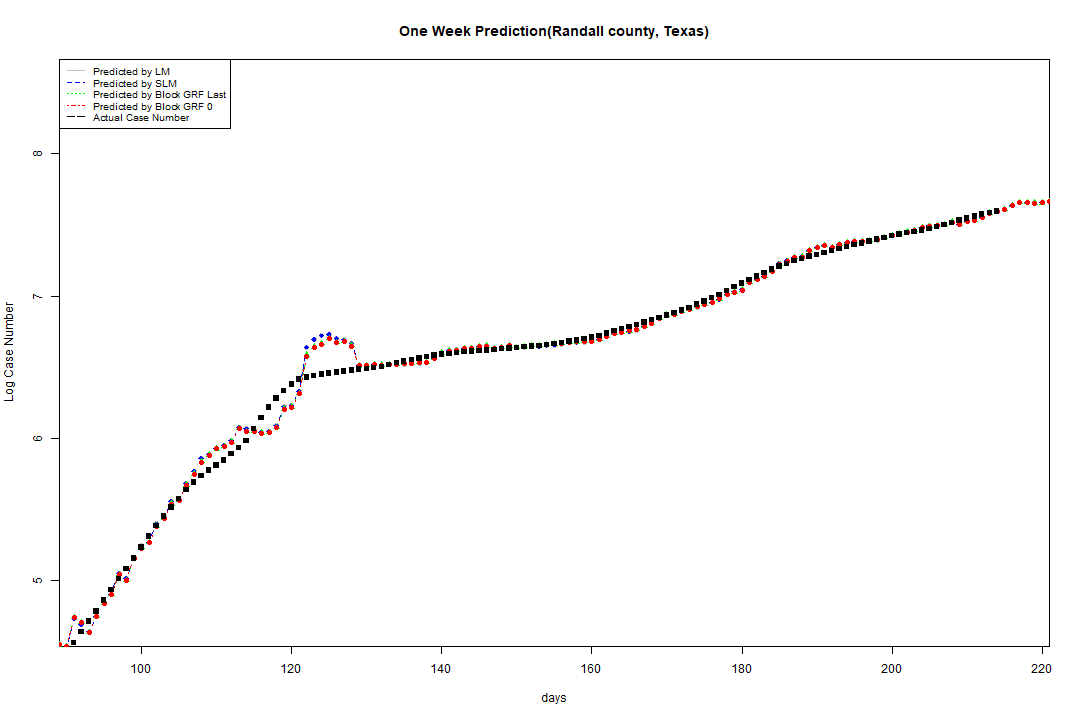 One Week Prediction(Randall county, Texas)
Predicted by LM
Predicted by SLM
Predicted by Block GRF Last
Predicted by Block GRF 0
Actual Case Number
8
7
6
5
Log Case Number
100 120 140 160 180 200 220
days